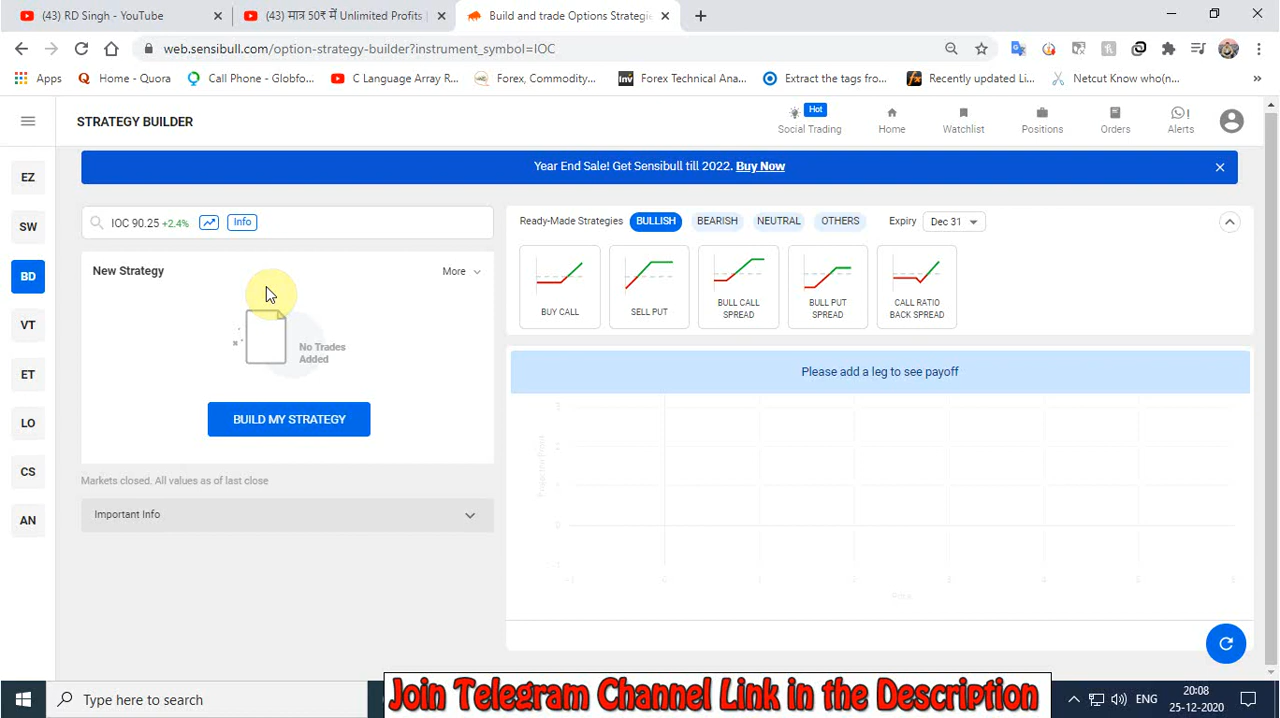 (43) RD Singh - YouTube
(43) मात्र 50₹ में Unlimited Profits |
Build and trade Options Strategi
web.sensibull.com/option-strategy-builder?instrument_symbol=IOC
Apps
Home - Quora
Call Phone - Globfo...
C Language Array R...
Forex, Commodity...
Inv
Forex Technical Ana...
Extract the tags fro...
fx
Recently updated Li...
Netcut Know who(n...
STRATEGY BUILDER
Hot
Social Trading
Home
Watchlist
Positions
Orders
Alerts
Year End Sale! Get Sensibull till 2022. Buy Now
EZ
SW
BD
VT
ET
LO
CS
AN
IOC 90.25 +2.4%
Info
New Strategy
More
No Trades
Added
BUILD MY STRATEGY
Markets closed. All values as of last close
Important Info
Ready-Made Strategies
BULLISH
BEARISH
NEUTRAL
OTHERS
Expiry
Dec 31
BUY CALL
SELL PUT
BULL CALL
SPREAD
BULL PUT
SPREAD
CALL RATIO
BACK SPREAD
Please add a leg to see payoff
Price
Type here to search
Join Telegram Channel Link in the Description
ENG
20:08
25-12-2020